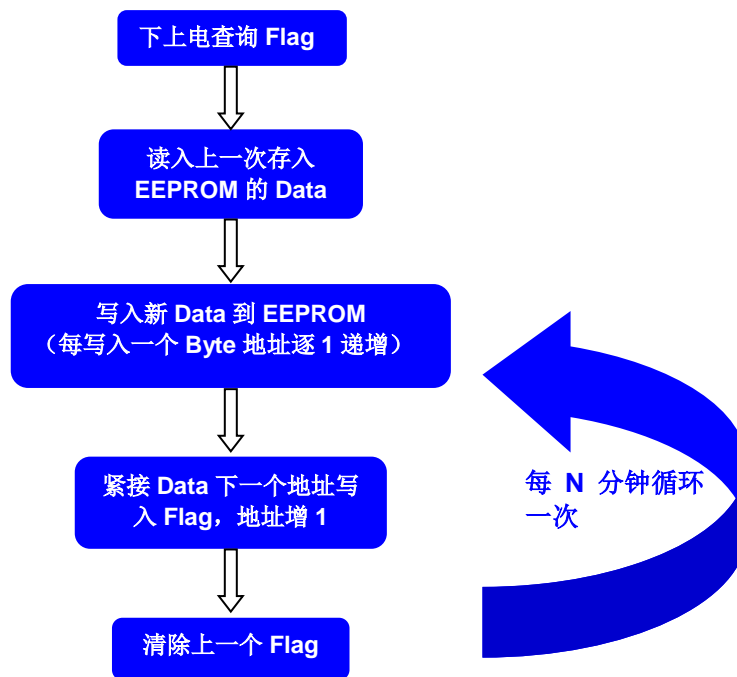 下上电查询 Flag
读入上一次存入
EEPROM 的 Data
写入新 Data 到 EEPROM
（每写入一个 Byte 地址逐 1 递增）
紧接 Data 下一个地址写
入 Flag，地址增 1
每 N 分钟循环
一次
清除上一个 Flag